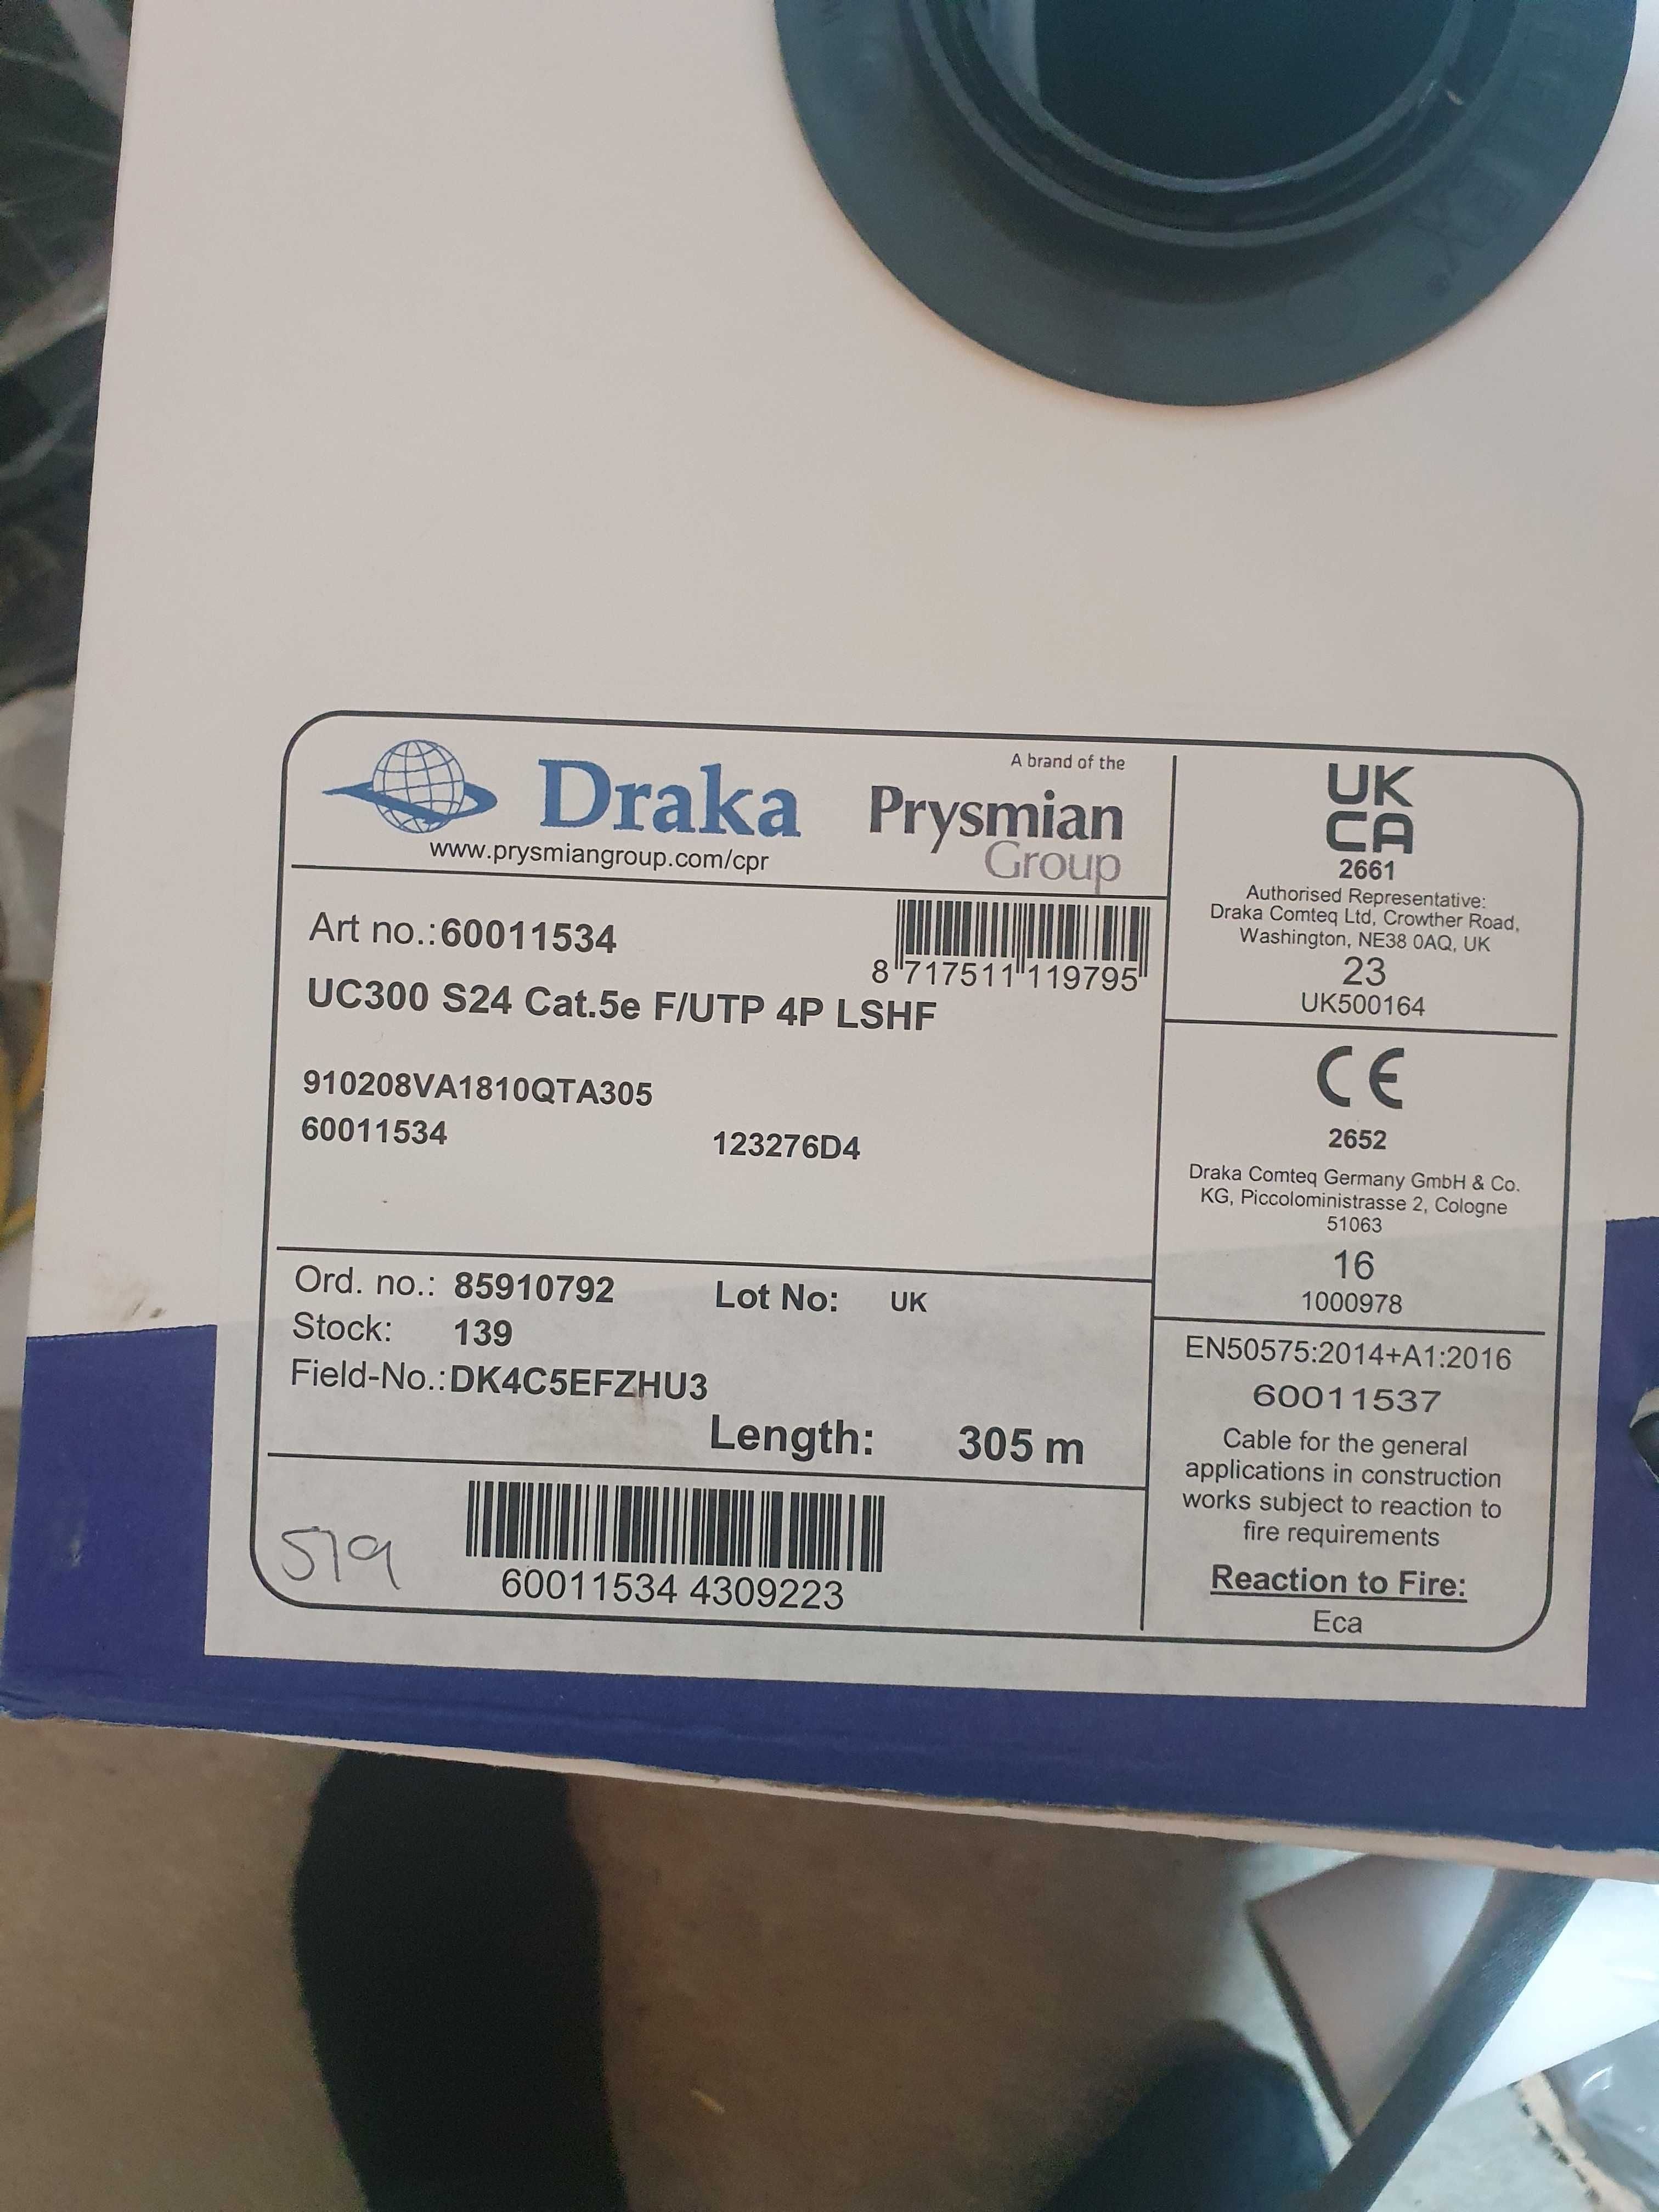 Draka
www.prysmiangroup.com/cpr
A brand of the
Prysmian
Group
Art no.:60011534
8 717511 119795
UC300 S24 Cat.5e F/UTP 4P LSHF
910208VA1810QTA305
60011534 123276D4
Ord. no.: 85910792 Lot No: UK
Stock: 139
Field-No.:DK4C5EFZHU3
Length: 305 m
519
60011534 4309223
UK
CA
2661
Authorised Representative:
Draka Comteq Ltd, Crowther Road,
Washington, NE38 0AQ, UK
23
UK500164
CE
2652
Draka Comteq Germany GmbH & Co.
KG, Piccoloministrasse 2, Cologne
51063
16
1000978
EN50575:2014+A1:2016
60011537
Cable for the general
applications in construction
works subject to reaction to
fire requirements
Reaction to Fire:
Eca